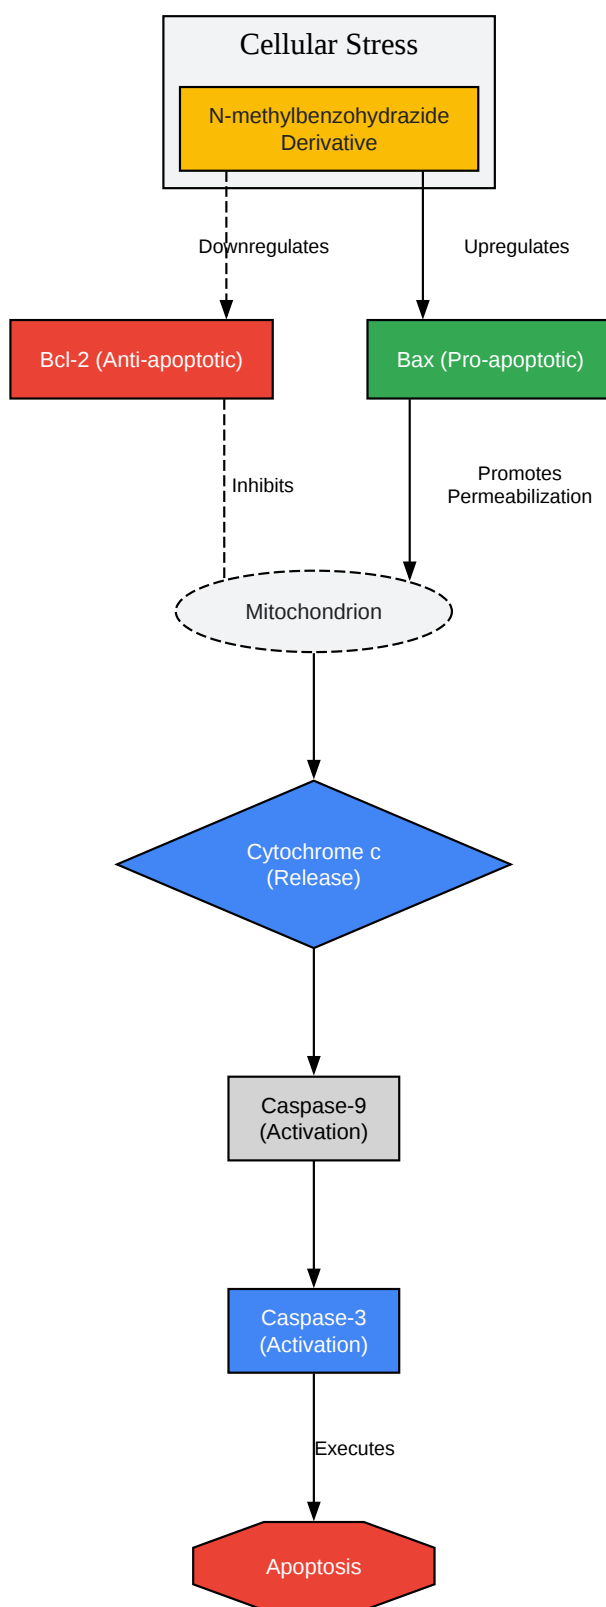 Cellular Stress
N-methylbenzohydrazide
Derivative
Downregulates
Upregulates
Bcl-2 (Anti-apoptotic)
Bax (Pro-apoptotic)
Inhibits
Promotes
Permeabilization
Mitochondrion
Cytochrome c
(Release)
Caspase-9
(Activation)
Caspase-3
(Activation)
Executes
Apoptosis